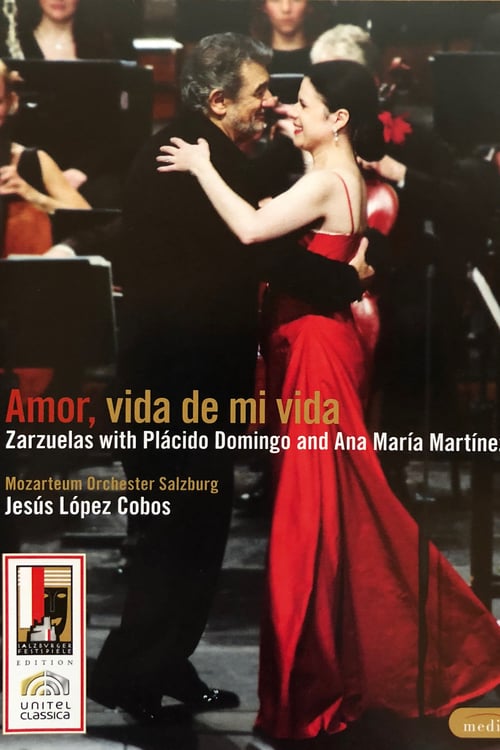 Amor, vida de mi vida
Zarzuelas with Plácido Domingo and Ana María Martínez
Mozarteum Orchester Salzburg
Jesús López Cobos
SALZBURGER
FESTSPIELE
EDITION
UNITEL
CLASSICA
medi